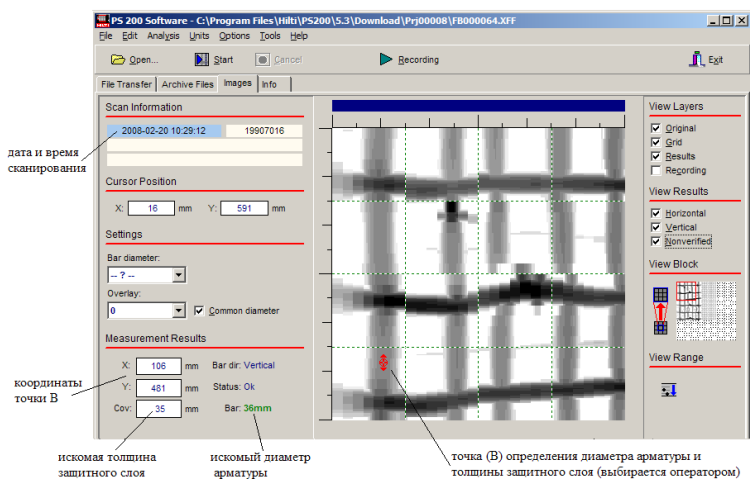 PS 200 Software - C:\Program Files\Hilti\PS200\5.3\Download\Prj00008\FB000064.XFF
File Edit Analysis Units Options Tools Help
Open... Start Cancel Recording Exit
File Transfer Archive Files Images Info
Scan Information
2008-02-20 10:29:12 19907016
дата и время
сканирования
Cursor Position
X: 16 mm Y: 591 mm
Settings
Bar diameter:
-- ? --
Overlay:
0 Common diameter
Measurement Results
X: 106 mm Bar dir: Vertical
Y: 481 mm Status: Ok
Cov: 35 mm Bar: 36mm
координаты
точки В
искомая толщина
защитного слоя
искомый диаметр
арматуры
точка (В) определения диаметра арматуры и
толщины защитного слоя (выбирается оператором)
View Layers
Original
Grid
Results
Recording
View Results
Horizontal
Vertical
Nonverified
View Block
View Range